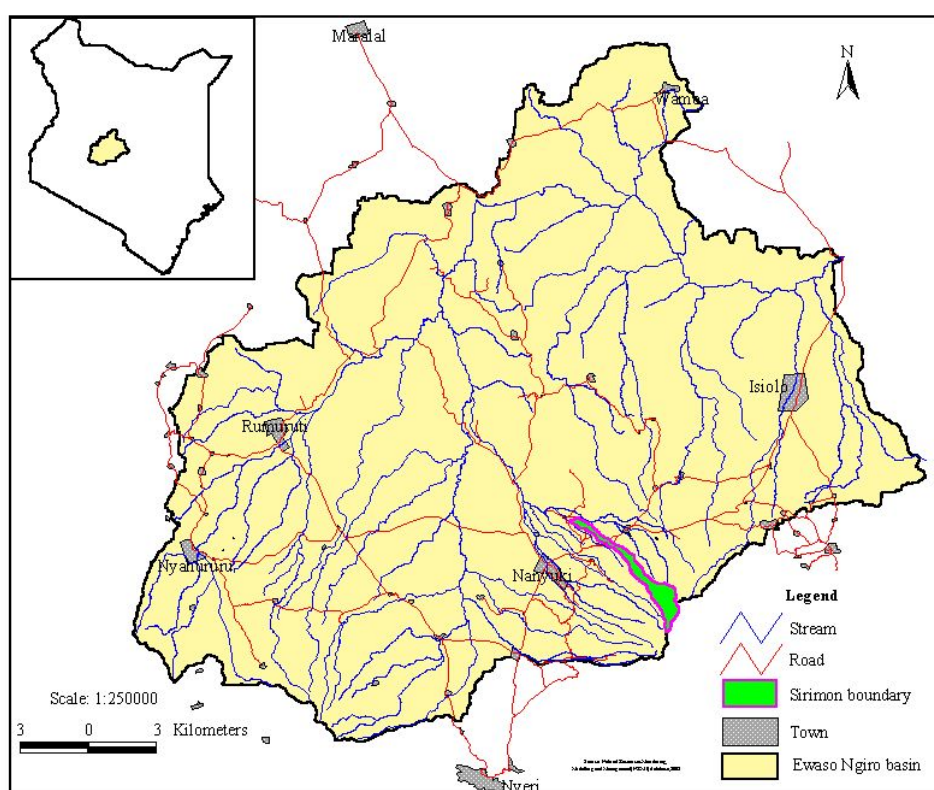 Maralal
N
Wamba
Isiolo
Rumuruti
Nyahururu
Nanyuki
Legend
Stream
Road
Scale: 1:250000
Sirimon boundary
3 0 3
Kilometers
Town
Ewaso Ngiro basin
Nyeri